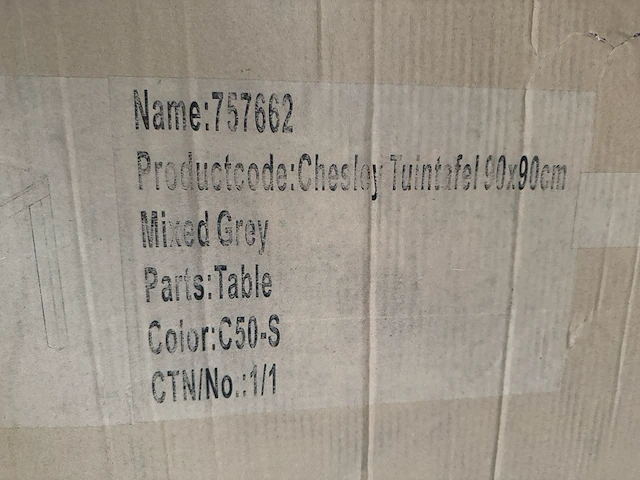 Name:757662
Productcode:Chesley Tuintafel 90x90cm
Mixed Grey
Parts:Table
Color:C50-S
CTN/No.:1/1